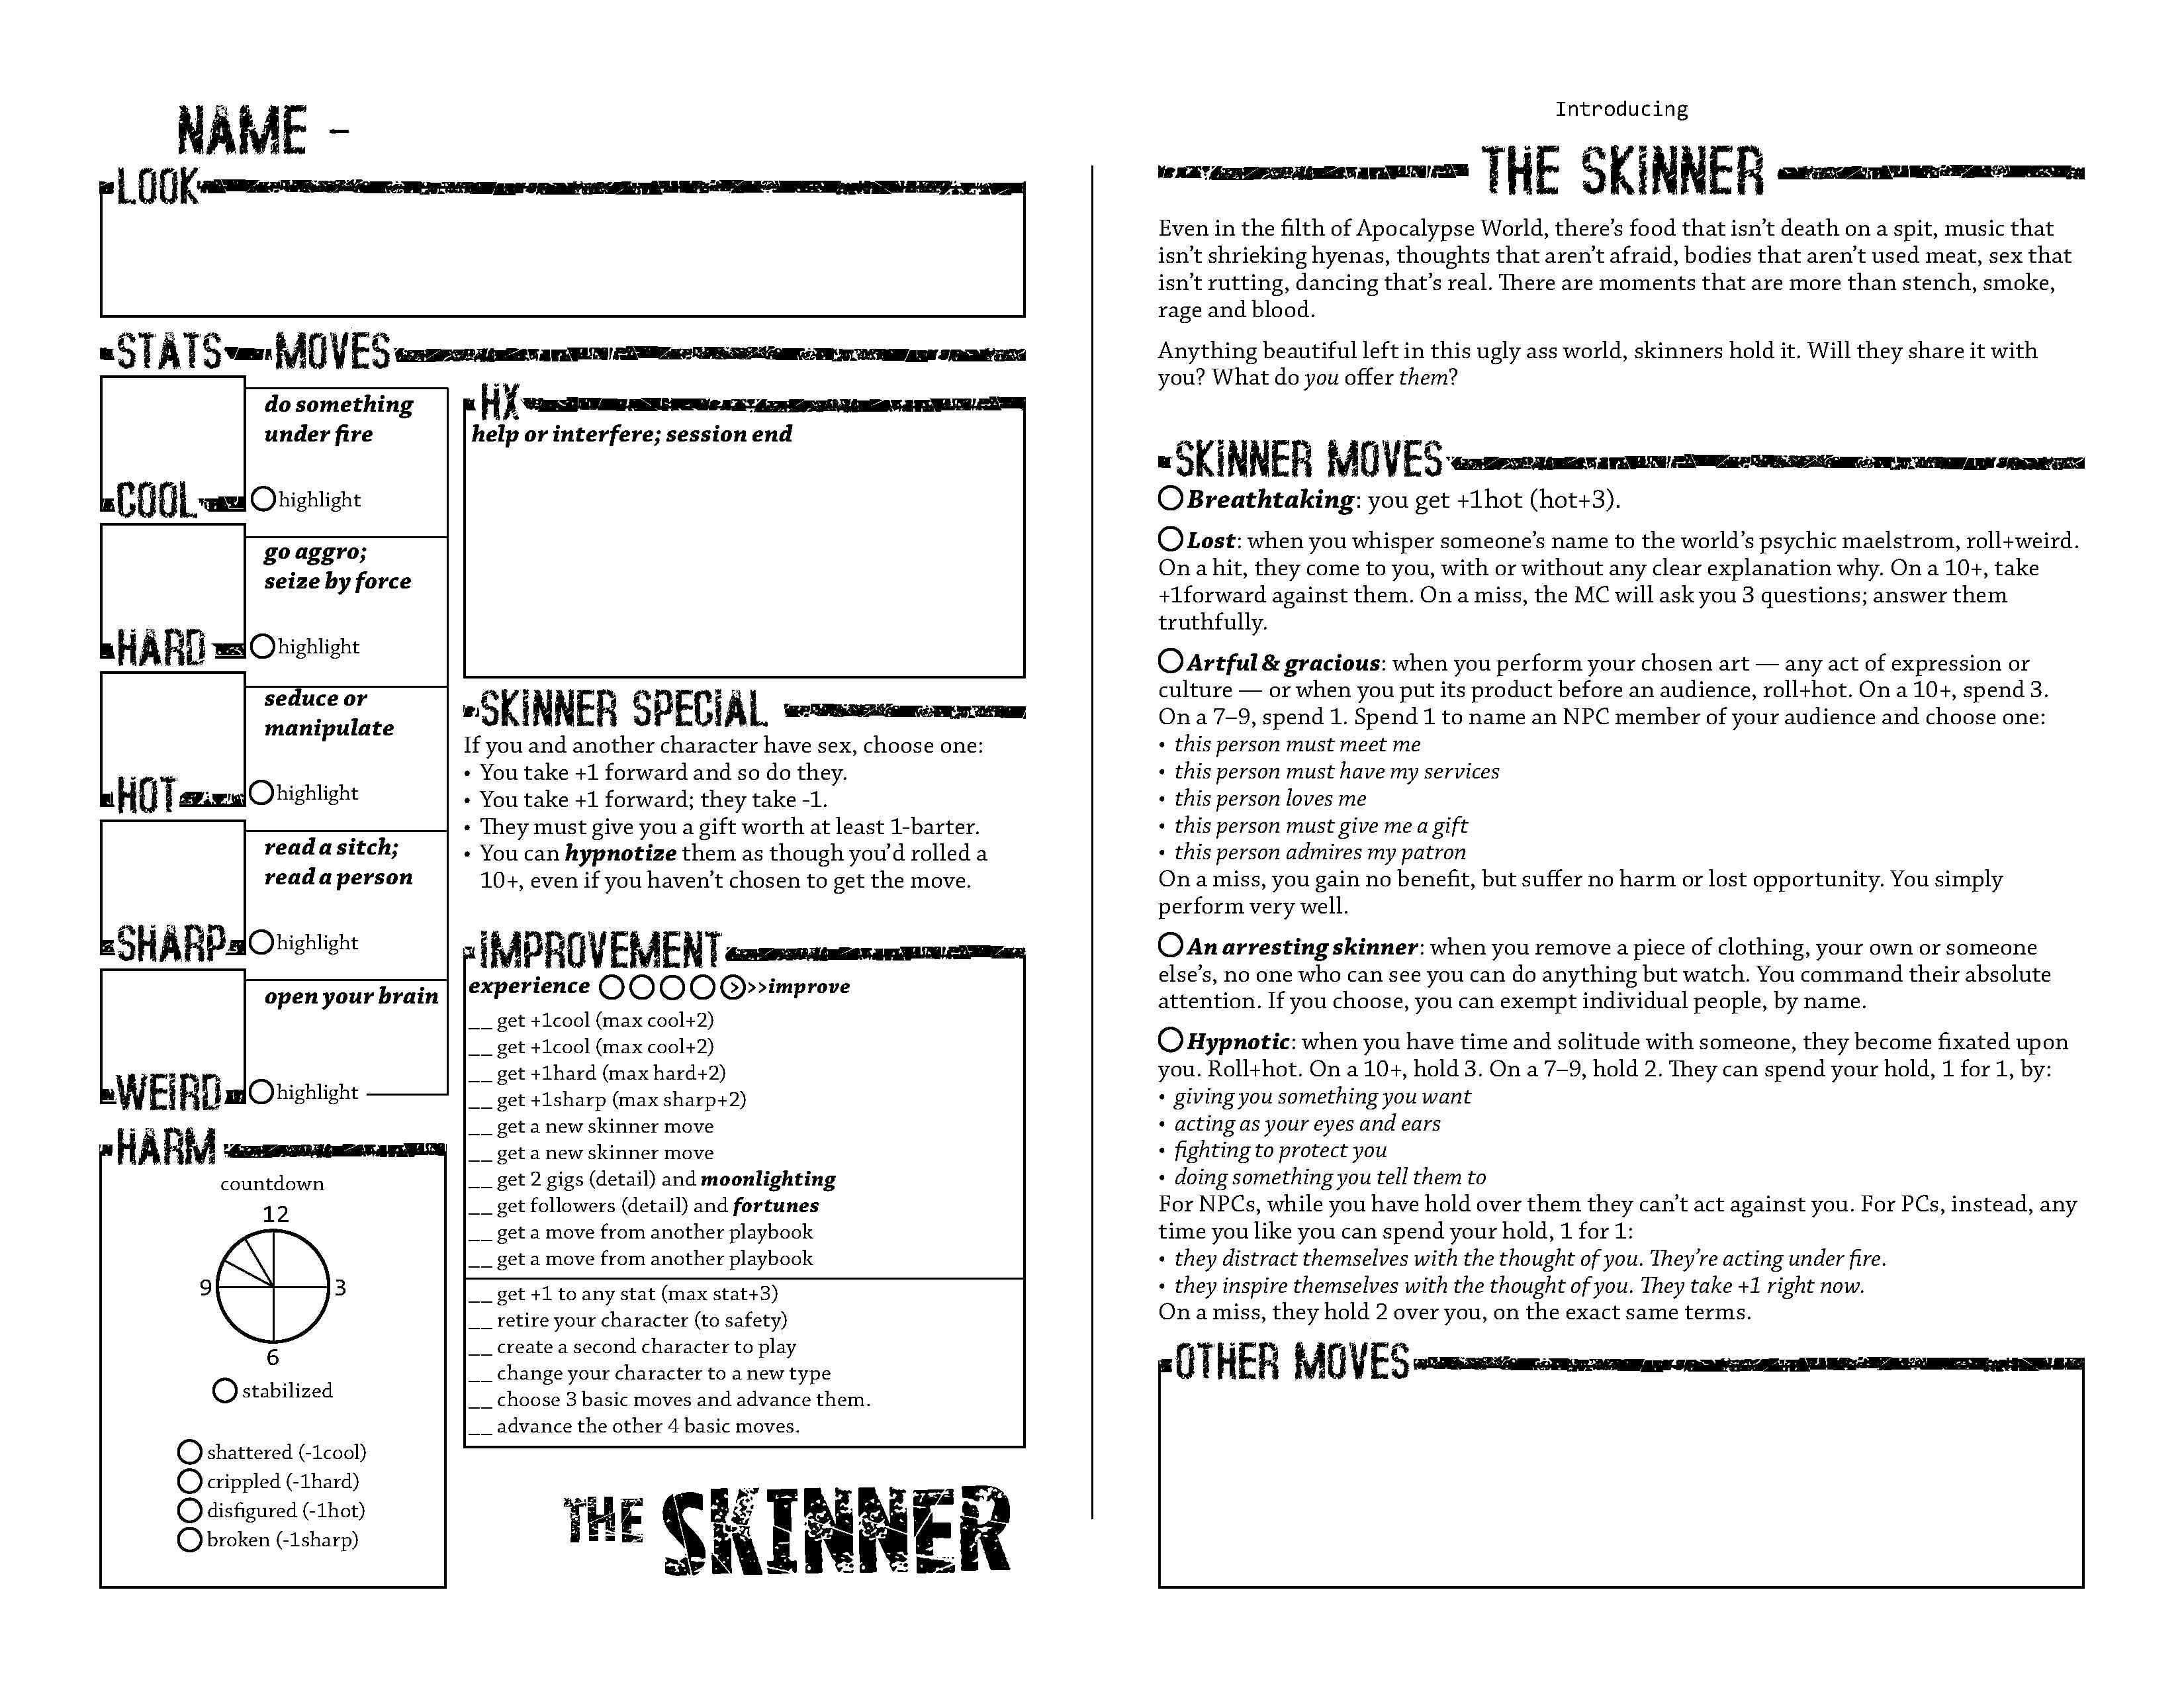 NAME –
LOOK
STATS MOVES
do something
under fire
COOL
highlight
go aggro;
seize by force
HARD
highlight
seduce or
manipulate
HOT
highlight
read a sitch;
read a person
SHARP
highlight
open your brain
WEIRD
highlight
HARM
countdown
12
9
3
6
stabilized
shattered (-1cool)
crippled (-1hard)
disfigured (-1hot)
broken (-1sharp)
HX
help or interfere; session end
SKINNER SPECIAL
If you and another character have sex, choose one:
• You take +1 forward and so do they.
• You take +1 forward; they take -1.
• They must give you a gift worth at least 1-barter.
• You can hypnotize them as though you’d rolled a
10+, even if you haven’t chosen to get the move.
IMPROVEMENT
experience >>>improve
__ get +1cool (max cool+2)
__ get +1cool (max cool+2)
__ get +1hard (max hard+2)
__ get +1sharp (max sharp+2)
__ get a new skinner move
__ get a new skinner move
__ get 2 gigs (detail) and moonlighting
__ get followers (detail) and fortunes
__ get a move from another playbook
__ get a move from another playbook
__ get +1 to any stat (max stat+3)
__ retire your character (to safety)
__ create a second character to play
__ change your character to a new type
__ choose 3 basic moves and advance them.
__ advance the other 4 basic moves.
THE SKINNER
Introducing
THE SKINNER
Even in the filth of Apocalypse World, there’s food that isn’t death on a spit, music that
isn’t shrieking hyenas, thoughts that aren’t afraid, bodies that aren’t used meat, sex that
isn’t rutting, dancing that’s real. There are moments that are more than stench, smoke,
rage and blood.
Anything beautiful left in this ugly ass world, skinners hold it. Will they share it with
you? What do you offer them?
SKINNER MOVES
Breathtaking: you get +1hot (hot+3).
Lost: when you whisper someone’s name to the world’s psychic maelstrom, roll+weird.
On a hit, they come to you, with or without any clear explanation why. On a 10+, take
+1forward against them. On a miss, the MC will ask you 3 questions; answer them
truthfully.
Artful & gracious: when you perform your chosen art — any act of expression or
culture — or when you put its product before an audience, roll+hot. On a 10+, spend 3.
On a 7–9, spend 1. Spend 1 to name an NPC member of your audience and choose one:
• this person must meet me
• this person must have my services
• this person loves me
• this person must give me a gift
• this person admires my patron
On a miss, you gain no benefit, but suffer no harm or lost opportunity. You simply
perform very well.
An arresting skinner: when you remove a piece of clothing, your own or someone
else’s, no one who can see you can do anything but watch. You command their absolute
attention. If you choose, you can exempt individual people, by name.
Hypnotic: when you have time and solitude with someone, they become fixated upon
you. Roll+hot. On a 10+, hold 3. On a 7–9, hold 2. They can spend your hold, 1 for 1, by:
• giving you something you want
• acting as your eyes and ears
• fighting to protect you
• doing something you tell them to
For NPCs, while you have hold over them they can’t act against you. For PCs, instead, any
time you like you can spend your hold, 1 for 1:
• they distract themselves with the thought of you. They’re acting under fire.
• they inspire themselves with the thought of you. They take +1 right now.
On a miss, they hold 2 over you, on the exact same terms.
OTHER MOVES